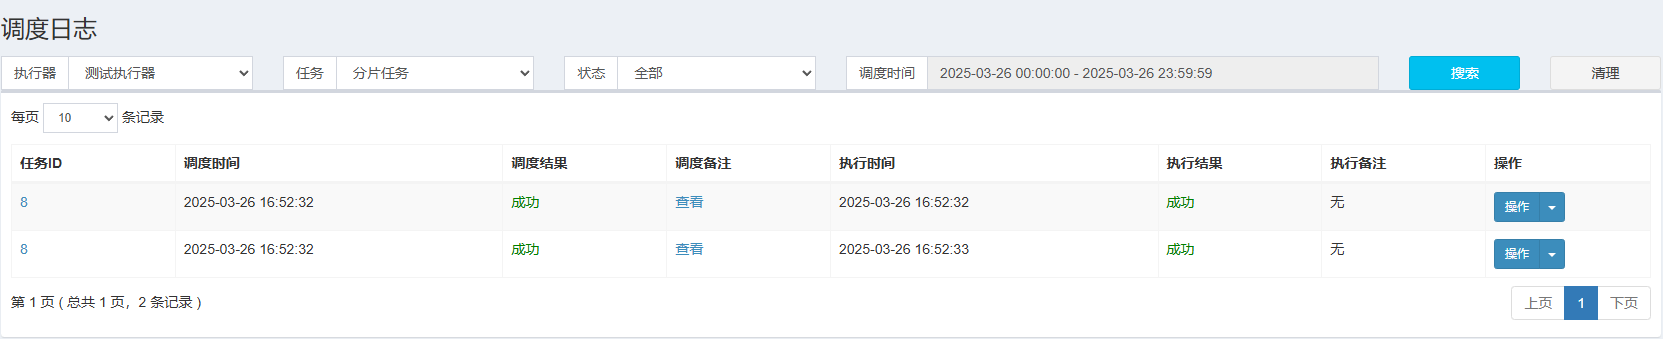 调度日志
执行器 测试执行器 任务 分片任务 状态 全部 调度时间 2025-03-26 00:00:00 - 2025-03-26 23:59:59 搜索 清理
每页 10 条记录
任务ID 调度时间 调度结果 调度备注 执行时间 执行结果 执行备注 操作
8 2025-03-26 16:52:32 成功 查看 2025-03-26 16:52:32 成功 无 操作
8 2025-03-26 16:52:32 成功 查看 2025-03-26 16:52:33 成功 无 操作
第 1 页 ( 总共 1 页，2 条记录 ) 上页 1 下页